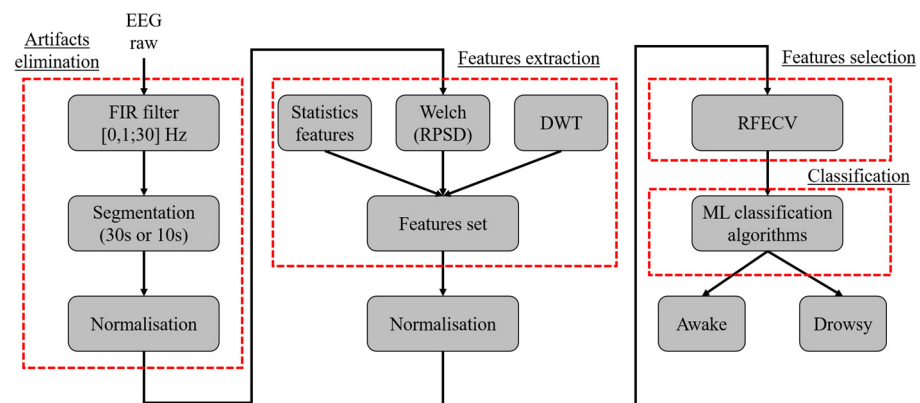 EEG
raw
Artifacts
elimination
FIR filter
[0,1;30] Hz
Segmentation
(30s or 10s)
Normalisation
Features extraction
Statistics
features
Welch
(RPSD)
DWT
Features set
Normalisation
Features selection
RFECV
Classification
ML classification
algorithms
Awake
Drowsy